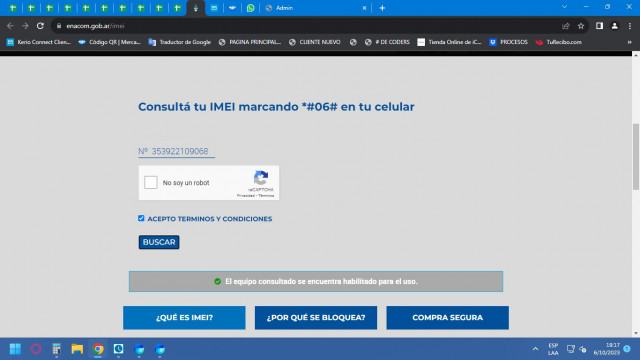 Admin
enacom.gob.ar/imei
Kerio Connect Clien... Código QR | Merca... Traductor de Google PAGINA PRINCIPAL... CLIENTE NUEVO # DE CODERS Tienda Online de iC... PROCESOS TuRecibo.com
Consultá tu IMEI marcando *#06# en tu celular
Nº 353922109068
No soy un robot
reCAPTCHA
Privacidad - Términos
ACEPTO TERMINOS Y CONDICIONES
BUSCAR
El equipo consultado se encuentra habilitado para el uso.
¿QUÉ ES IMEI? ¿POR QUÉ SE BLOQUEA? COMPRA SEGURA
ESP
LAA
18:17
6/10/2023